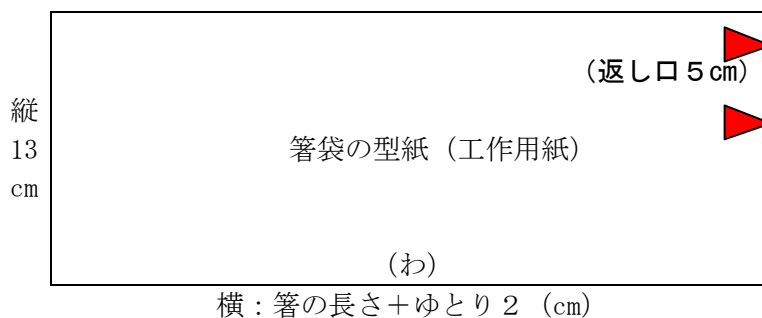 (返し口5㎝)
縦
13
cm
箸袋の型紙(工作用紙)
(わ)
横:箸の長さ+ゆとり2 (cm)